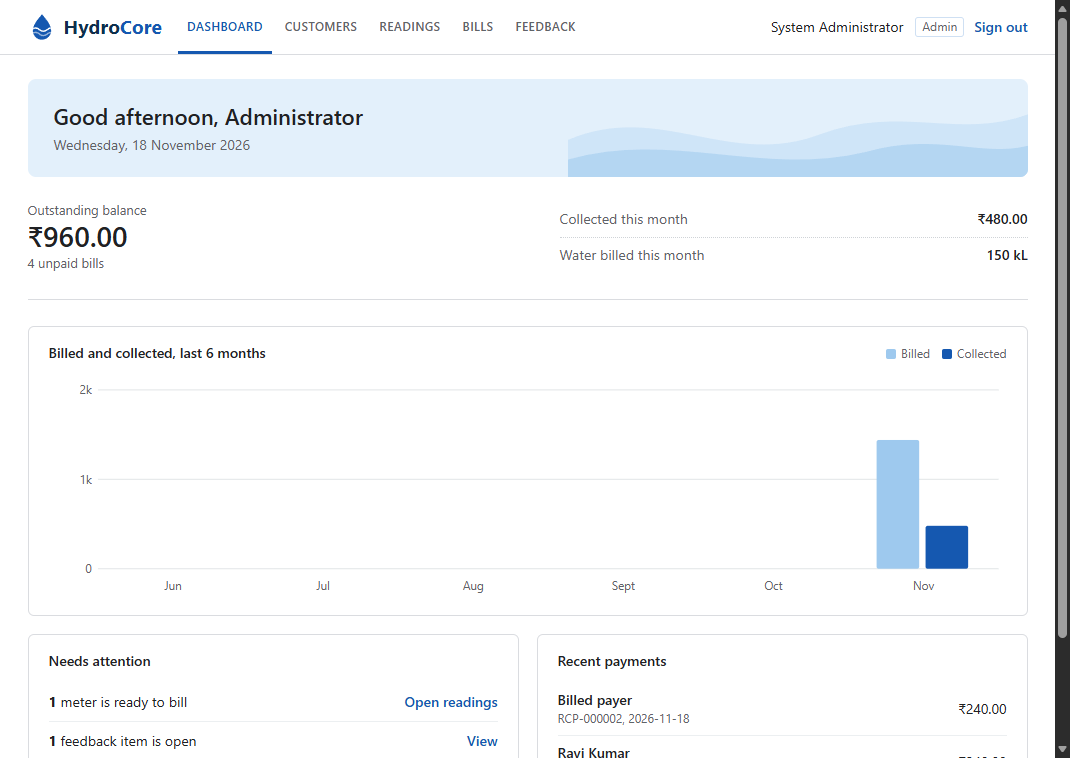 HydroCore
DASHBOARD
CUSTOMERS
READINGS
BILLS
FEEDBACK
System Administrator
Admin
Sign out
Good afternoon, Administrator
Wednesday, 18 November 2026
Outstanding balance
₹960.00
4 unpaid bills
Collected this month
₹480.00
Water billed this month
150 kL
Billed and collected, last 6 months
Billed
Collected
2k
1k
0
Jun
Jul
Aug
Sept
Oct
Nov
Needs attention
1 meter is ready to bill
Open readings
1 feedback item is open
View
Recent payments
Billed payer
₹240.00
RCP-000002, 2026-11-18
Ravi Kumar